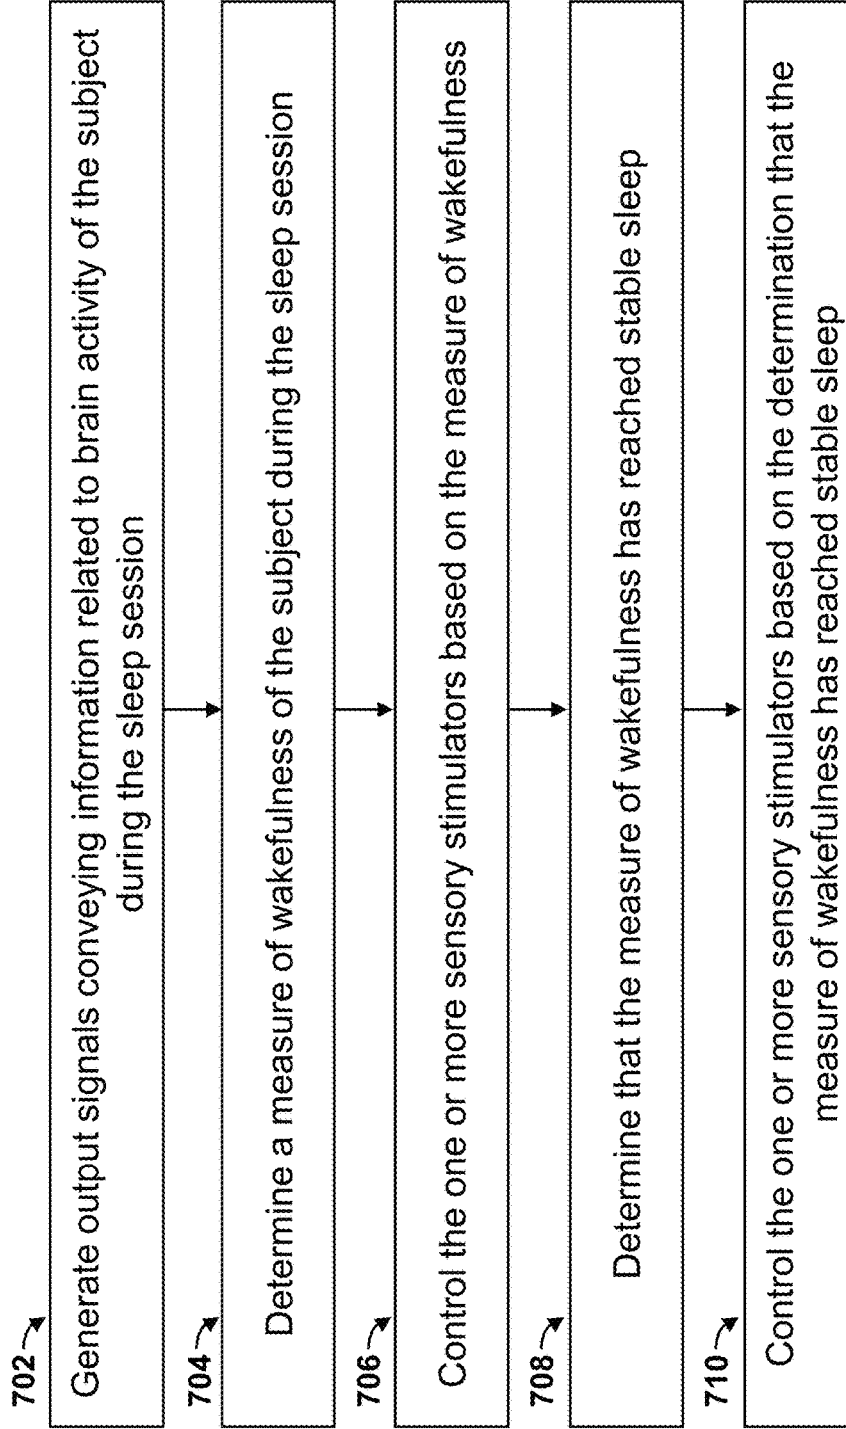 702
Generate output signals conveying information related to brain activity of the subject
during the sleep session
704
Determine a measure of wakefulness of the subject during the sleep session
706
Control the one or more sensory stimulators based on the measure of wakefulness
708
Determine that the measure of wakefulness has reached stable sleep
710
Control the one or more sensory stimulators based on the determination that the
measure of wakefulness has reached stable sleep